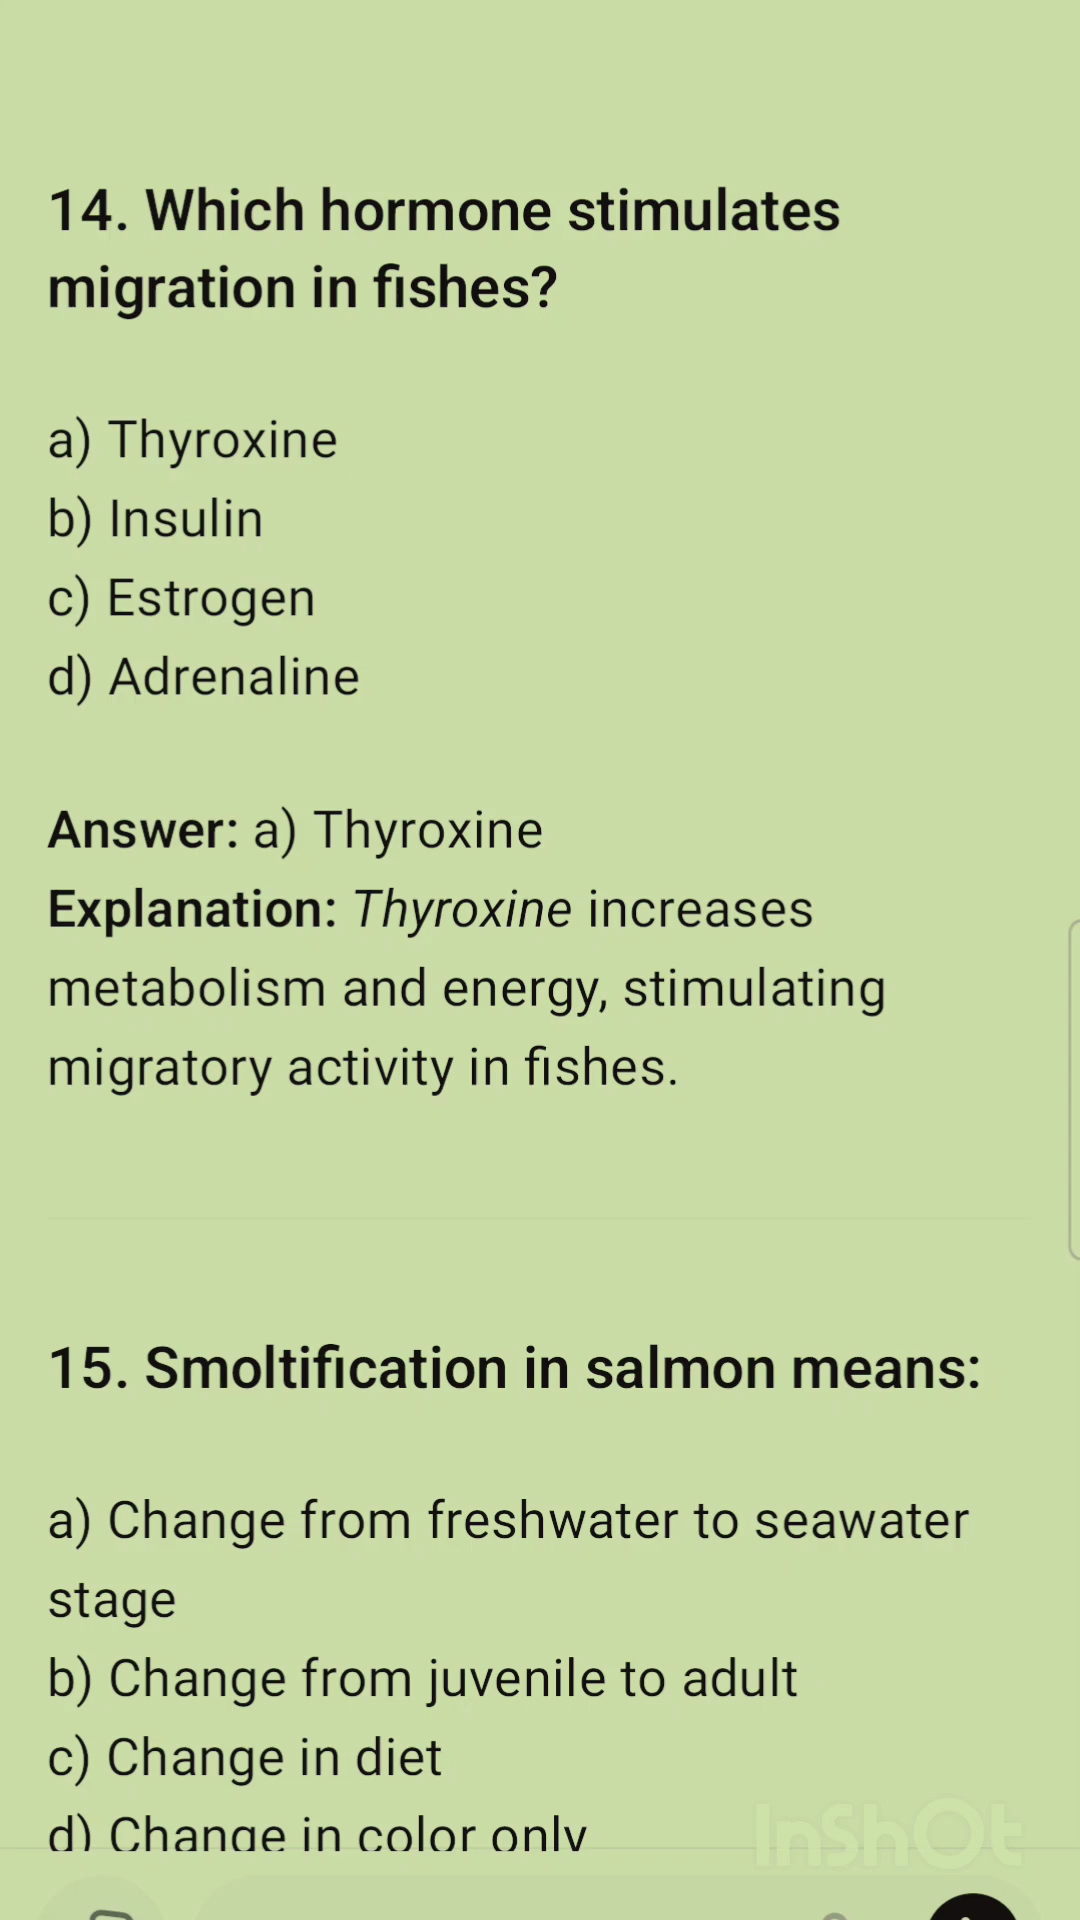 14. Which hormone stimulates
migration in fishes?
a) Thyroxine
b) Insulin
c) Estrogen
d) Adrenaline
Answer: a) Thyroxine
Explanation: Thyroxine increases
metabolism and energy, stimulating
migratory activity in fishes.
15. Smoltification in salmon means:
a) Change from freshwater to seawater
stage
b) Change from juvenile to adult
c) Change in diet
d) Change in color only
InShOt